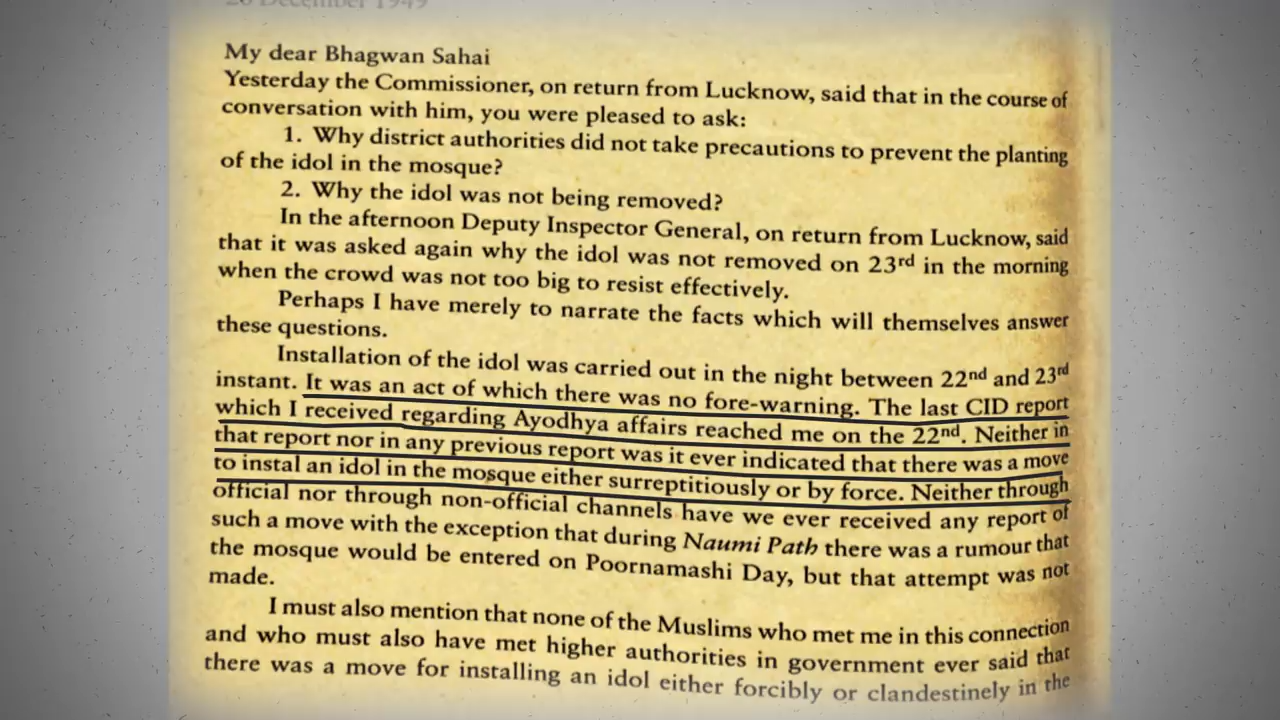 26 December 1949
My dear Bhagwan Sahai
Yesterday the Commissioner, on return from Lucknow, said that in the course of
conversation with him, you were pleased to ask:
1. Why district authorities did not take precautions to prevent the planting
of the idol in the mosque?
2. Why the idol was not being removed?
In the afternoon Deputy Inspector General, on return from Lucknow, said
that it was asked again why the idol was not removed on 23rd in the morning
when the crowd was not too big to resist effectively.
Perhaps I have merely to narrate the facts which will themselves answer
these questions.
Installation of the idol was carried out in the night between 22nd and 23rd
instant. It was an act of which there was no fore-warning. The last CID report
which I received regarding Ayodhya affairs reached me on the 22nd. Neither in
that report nor in any previous report was it ever indicated that there was a move
to instal an idol in the mosque either surreptitiously or by force. Neither through
official nor through non-official channels have we ever received any report of
such a move with the exception that during Naumi Path there was a rumour that
the mosque would be entered on Poornamashi Day, but that attempt was not
made.
I must also mention that none of the Muslims who met me in this connection
and who must also have met higher authorities in government ever said that
there was a move for installing an idol either forcibly or clandestinely in the